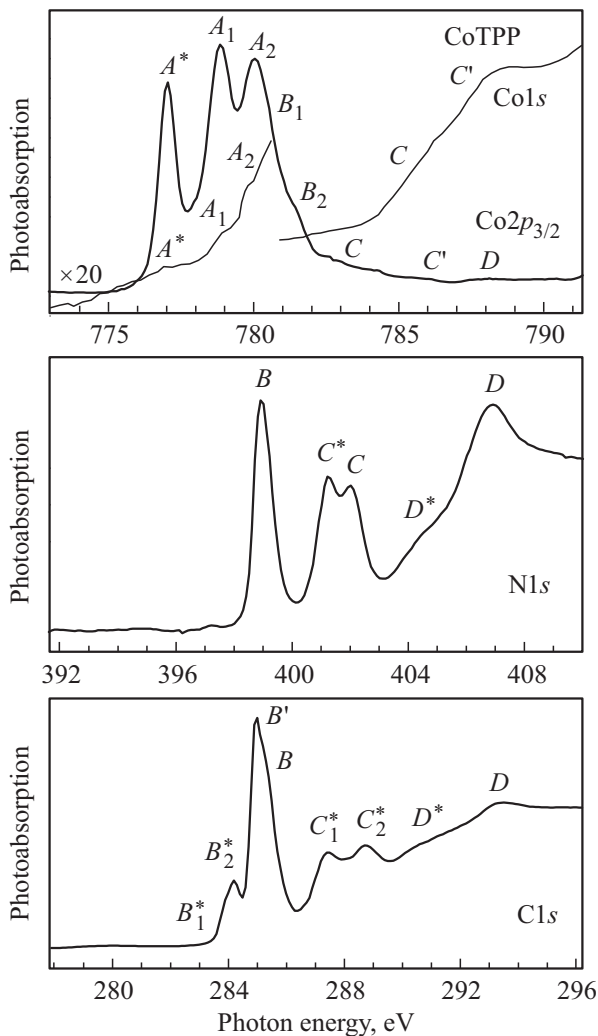 Photoabsorption
CoTPP
A₁
A₂
A*
C'
Co1s
B₁
A₂
C
A₁
B₂
Co2p₃/₂
A*
C
C'
D
×20
775 780 785 790
Photoabsorption
B
D
C*
C
D*
N1s
392 396 400 404 408
Photoabsorption
B'
B
D
C₁*
C₂*
D*
B₂*
B₁*
C1s
280 284 288 292 296
Photon energy, eV